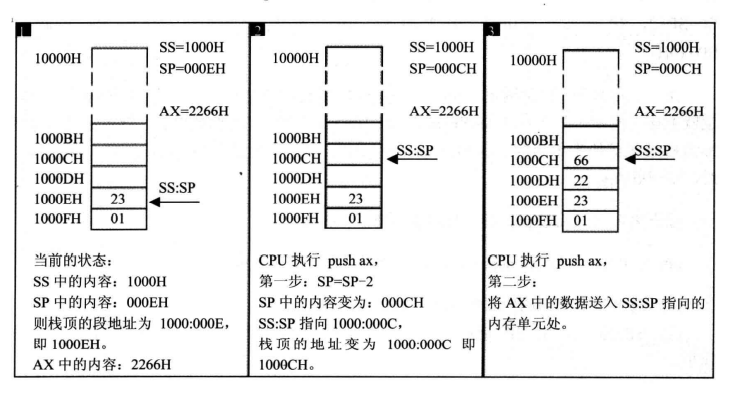 1
10000H
SS=1000H
SP=000EH
AX=2266H
1000BH
1000CH
1000DH
SS:SP
1000EH 23
1000FH 01
当前的状态：
SS 中的内容：1000H
SP 中的内容：000EH
则栈顶的段地址为 1000:000E，
即 1000EH。
AX 中的内容：2266H
2
10000H
SS=1000H
SP=000CH
AX=2266H
1000BH
1000CH
SS:SP
1000DH
1000EH 23
1000FH 01
CPU 执行 push ax，
第一步：SP=SP−2
SP 中的内容变为：000CH
SS:SP 指向 1000:000C，
栈顶的地址变为 1000:000C 即
1000CH。
3
10000H
SS=1000H
SP=000CH
AX=2266H
1000BH
1000CH 66
SS:SP
1000DH 22
1000EH 23
1000FH 01
CPU 执行 push ax，
第二步：
将 AX 中的数据送入 SS:SP 指向的
内存单元处。